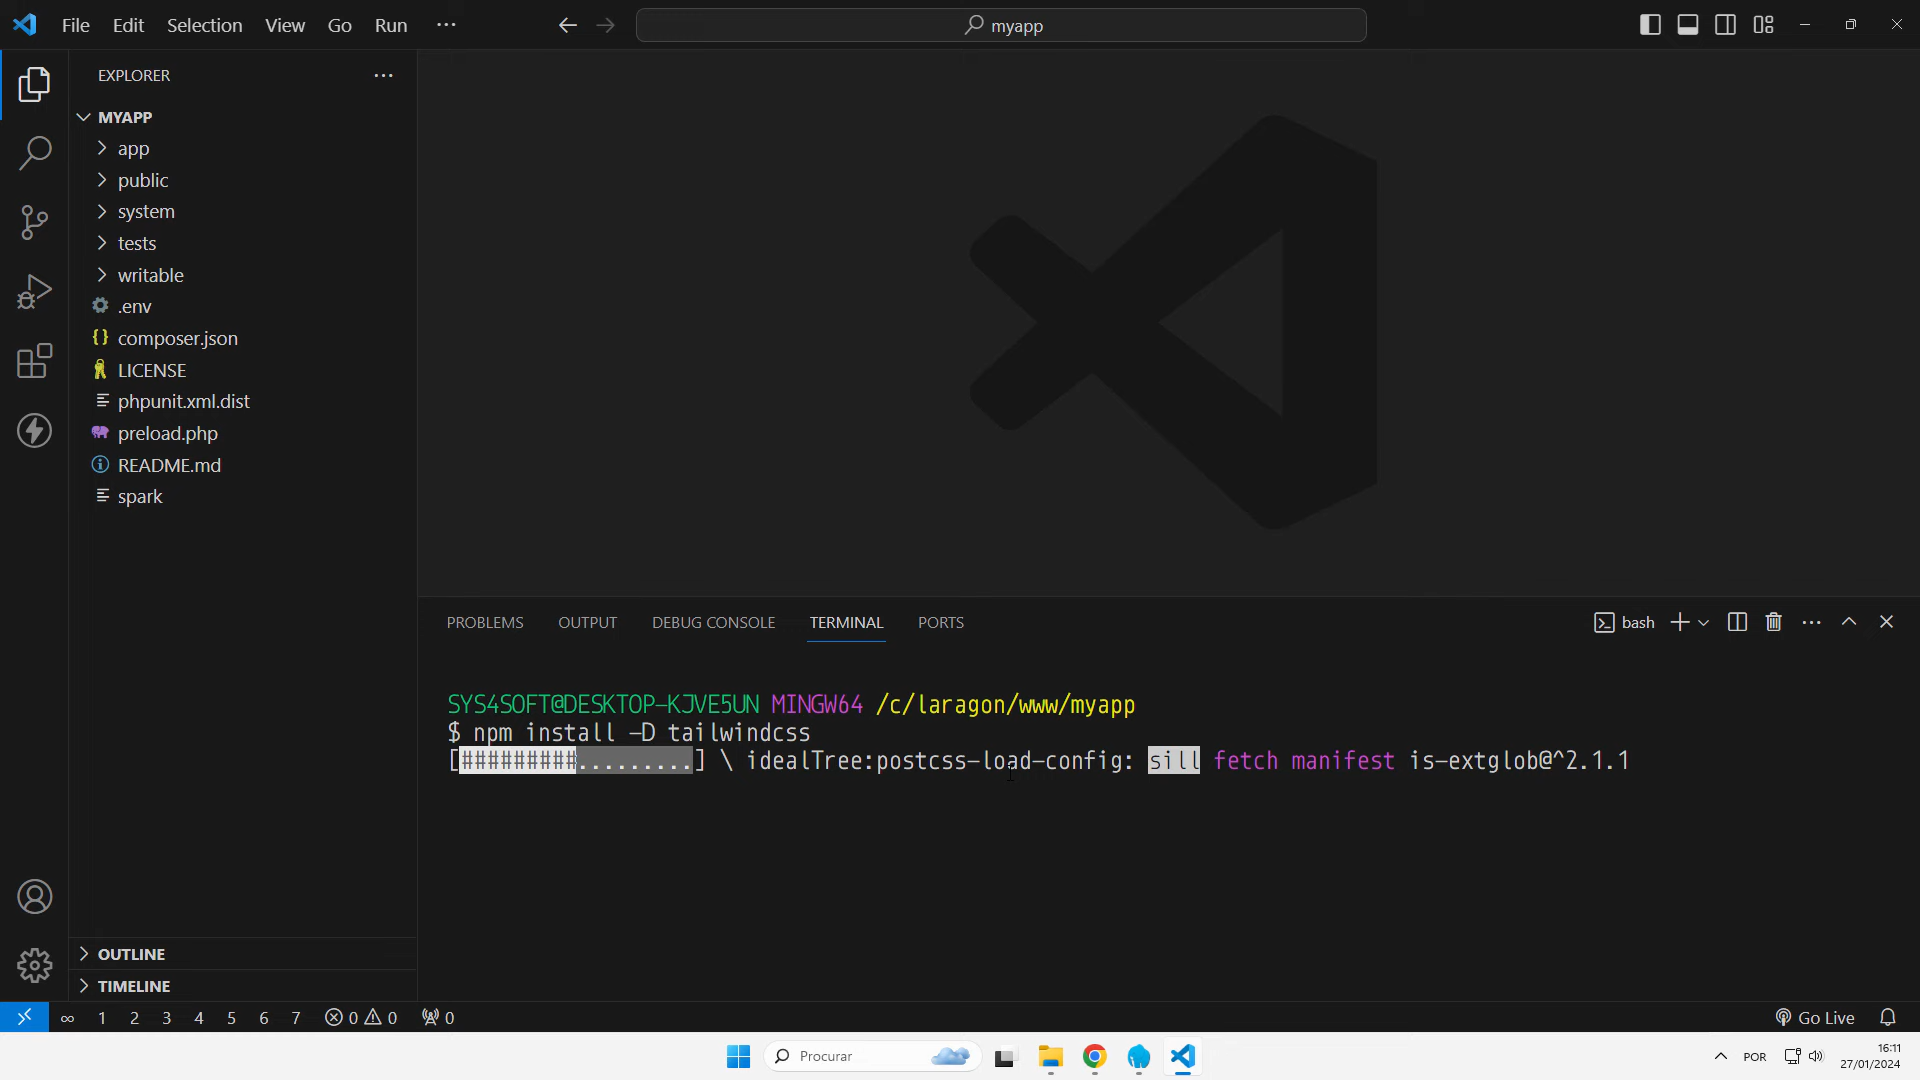 File Edit Selection View Go Run ··· myapp
EXPLORER ···
MYAPP
app
public
system
tests
writable
.env
{} composer.json
LICENSE
phpunit.xml.dist
preload.php
README.md
spark
PROBLEMS OUTPUT DEBUG CONSOLE TERMINAL PORTS bash
SYS4SOFT@DESKTOP-KJVE5UN MINGW64 /c/laragon/www/myapp
$ npm install -D tailwindcss
[#########.........] \ idealTree:postcss-load-config: sill fetch manifest is-extglob@^2.1.1
OUTLINE
TIMELINE
∞ 1 2 3 4 5 6 7 0 0 0 Go Live
Procurar POR 16:11
27/01/2024